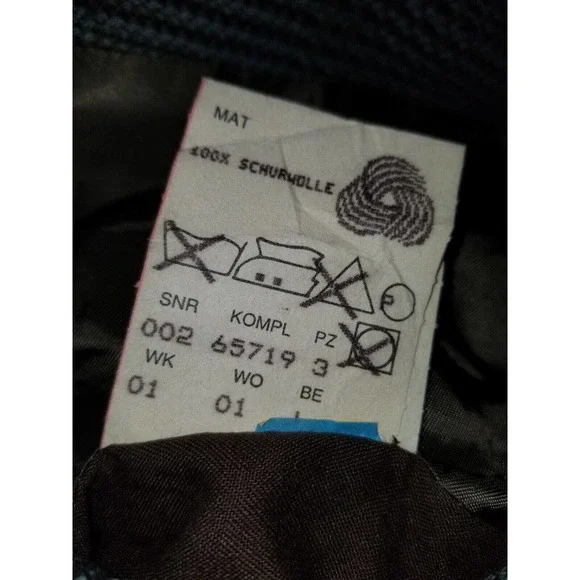 MAT
100% SCHURWOLLE
P
SNR KOMPL PZ
002 65719 3
WK WO BE
01 01